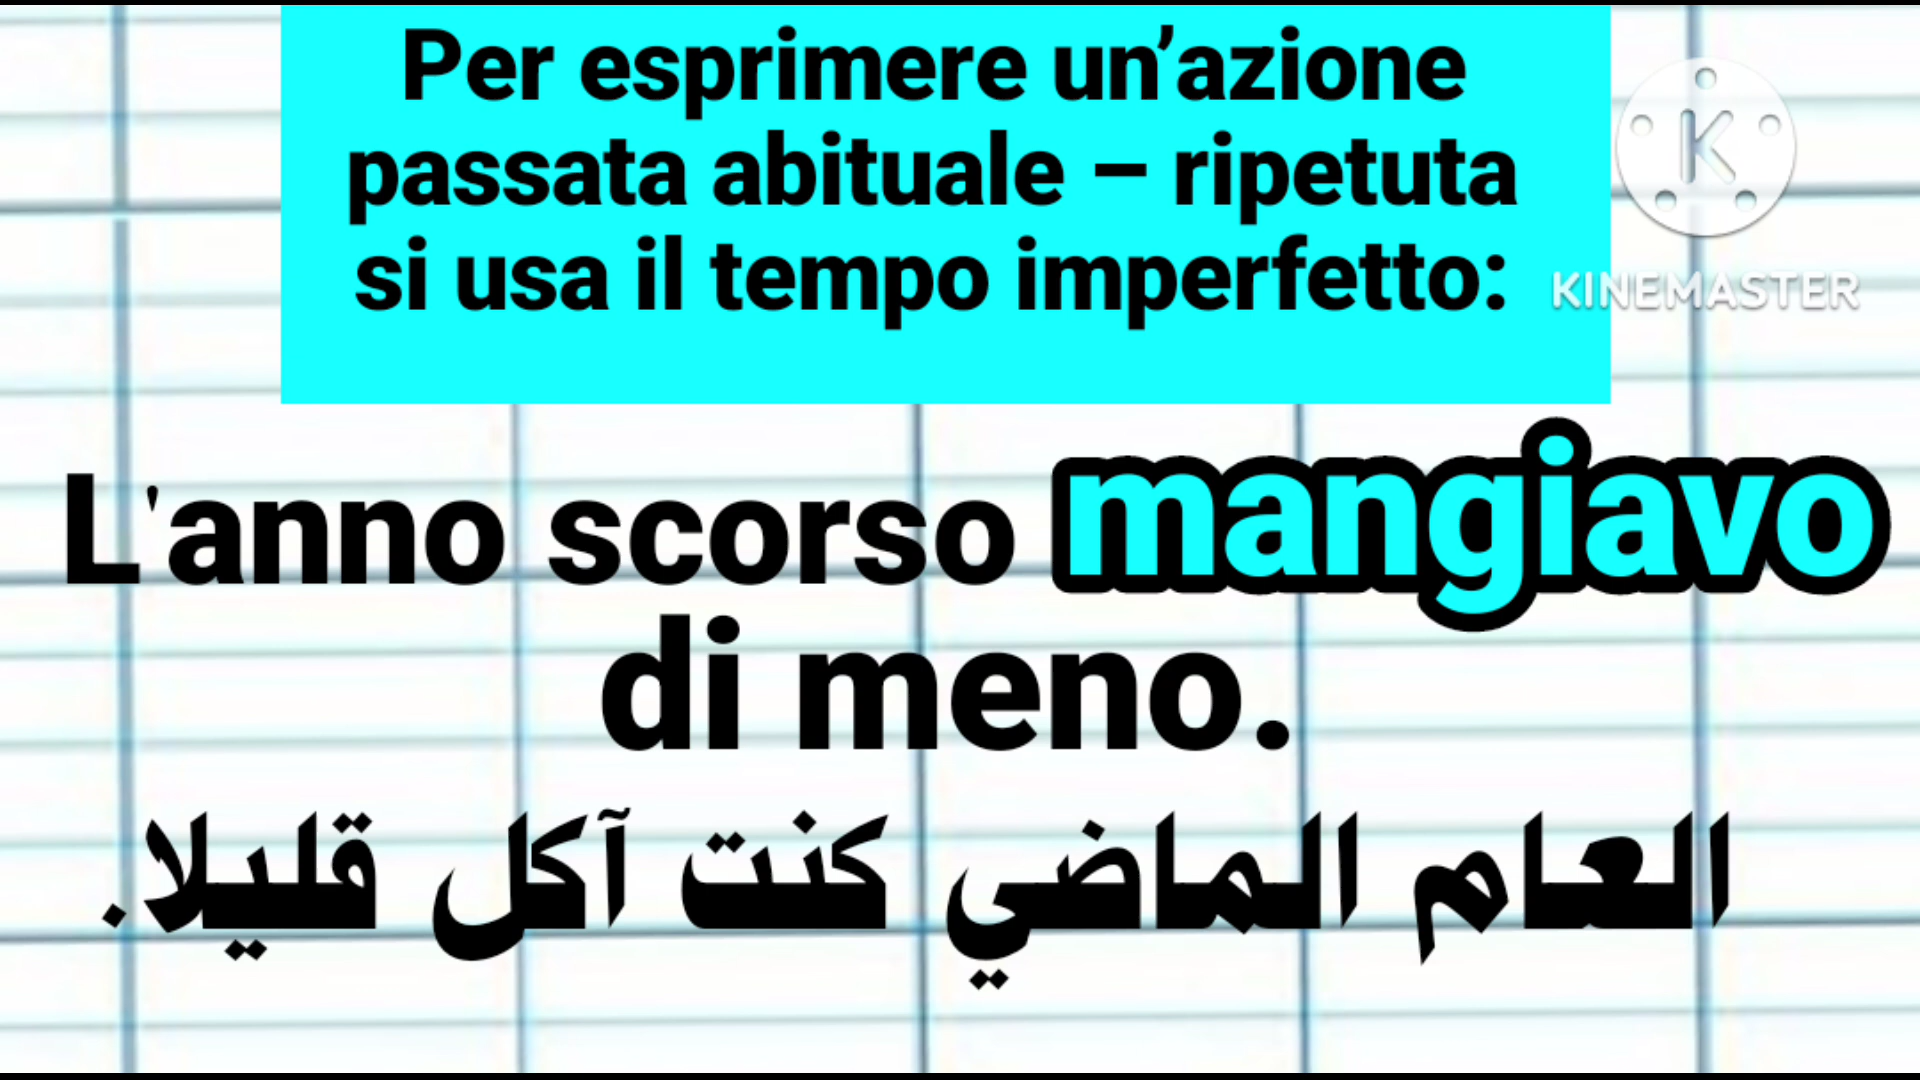 Per esprimere un’azione
passata abituale – ripetuta
si usa il tempo imperfetto:
K
KINEMASTER
L'anno scorso mangiavo
di meno.
العام الماضي كنت آكل قليلا.